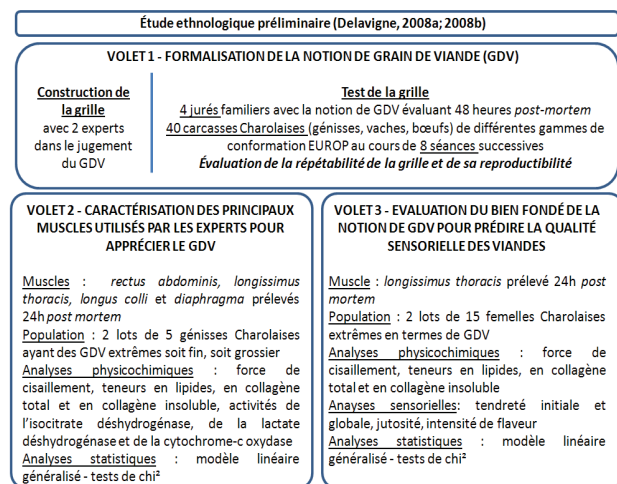 Étude ethnologique préliminaire (Delavigne, 2008a; 2008b)
VOLET 1 - FORMALISATION DE LA NOTION DE GRAIN DE VIANDE (GDV)
Construction de
la grille
avec 2 experts
dans le jugement
du GDV
Test de la grille
4 jurés familiers avec la notion de GDV évaluant 48 heures post-mortem
40 carcasses Charolaises (génisses, vaches, bœufs) de différentes gammes de
conformation EUROP au cours de 8 séances successives
Évaluation de la répétabilité de la grille et de sa reproductibilité
VOLET 2 - CARACTÉRISATION DES PRINCIPAUX
MUSCLES UTILISÉS PAR LES EXPERTS POUR
APPRÉCIER LE GDV
Muscles : rectus abdominis, longissimus
thoracis, longus colli et diaphragma prélevés
24h post mortem
Population : 2 lots de 5 génisses Charolaises
ayant des GDV extrêmes soit fin, soit grossier
Analyses physicochimiques : force de
cisaillement, teneurs en lipides, en collagène
total et en collagène insoluble, activités de
l'isocitrate déshydrogénase, de la lactate
déshydrogénase et de la cytochrome-c oxydase
Analyses statistiques : modèle linéaire
généralisé - tests de chi²
VOLET 3 - EVALUATION DU BIEN FONDÉ DE LA
NOTION DE GDV POUR PRÉDIRE LA QUALITÉ
SENSORIELLE DES VIANDES
Muscle : longissimus thoracis prélevé 24h post
mortem
Population : 2 lots de 15 femelles Charolaises
extrêmes en termes de GDV
Analyses physicochimiques : force de
cisaillement, teneurs en lipides, en collagène
total et en collagène insoluble
Anayses sensorielles: tendreté initiale et
globale, jutosité, intensité de flaveur
Analyses statistiques : modèle linéaire
généralisé - tests de chi²